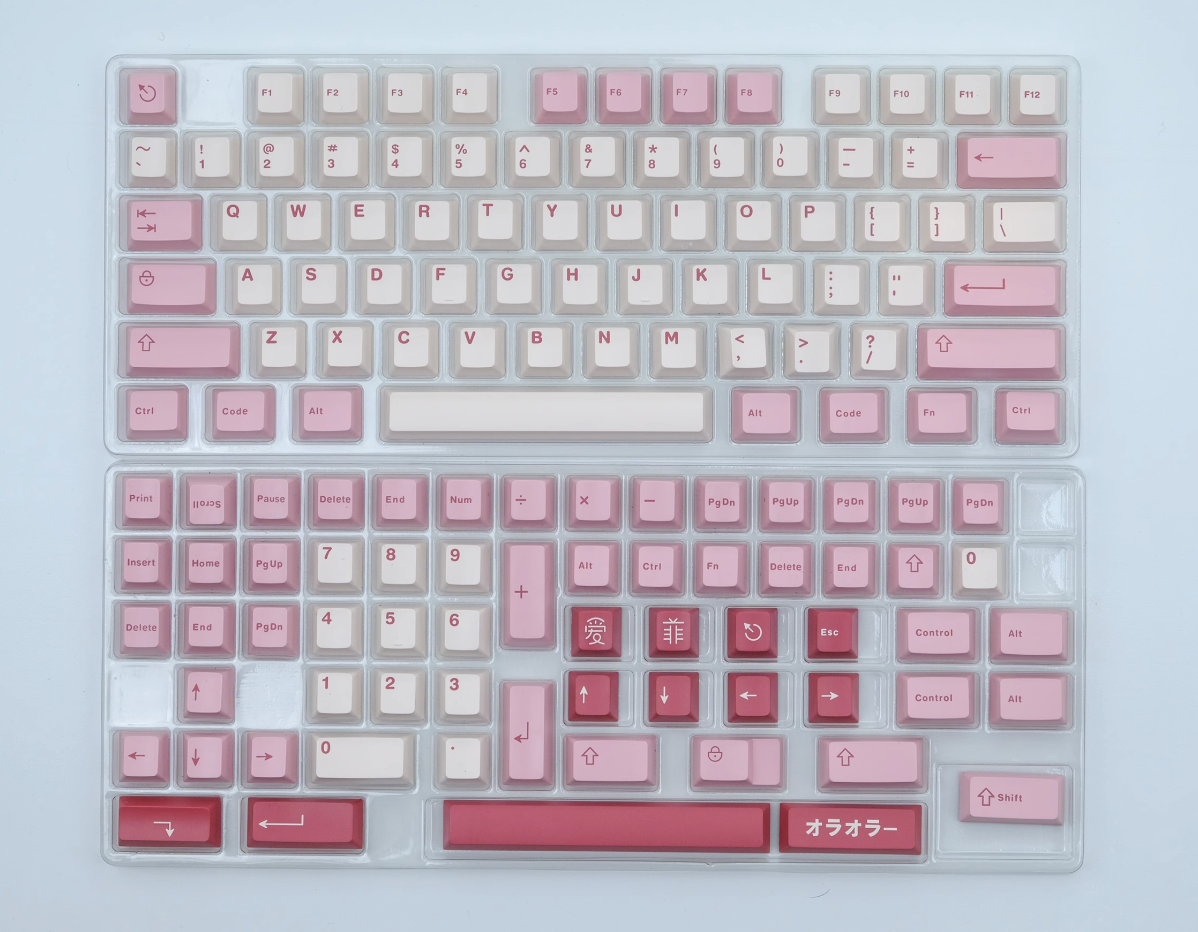 F1 F2 F3 F4 F5 F6 F7 F8 F9 F10 F11 F12
~ ! @ # $ % ^ & * ( ) — +
` 1 2 3 4 5 6 7 8 9 0 - = ←
Q W E R T Y U I O P { } |
[ ] \
A S D F G H J K L : "
; '
Z X C V B N M < > ? ⇧
, . /
Ctrl Code Alt Alt Code Fn Ctrl
Print Scroll Pause Delete End Num ÷ × − PgDn PgUp PgDn PgUp PgDn
Insert Home PgUp 7 8 9 + Alt Ctrl Fn Delete End ⇧ 0
Delete End PgDn 4 5 6 愛 菲 Esc Control Alt
↑ 1 2 3 ↑ ↓ ← → Control Alt
← ↓ → 0 . ⇧ ⇧
⇧ Shift
オラオラー